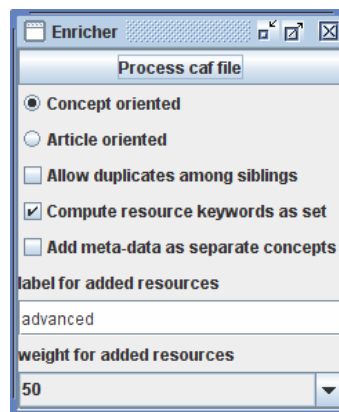 Enricher
Process caf file
Concept oriented
Article oriented
Allow duplicates among siblings
Compute resource keywords as set
Add meta-data as separate concepts
label for added resources
advanced
weight for added resources
50